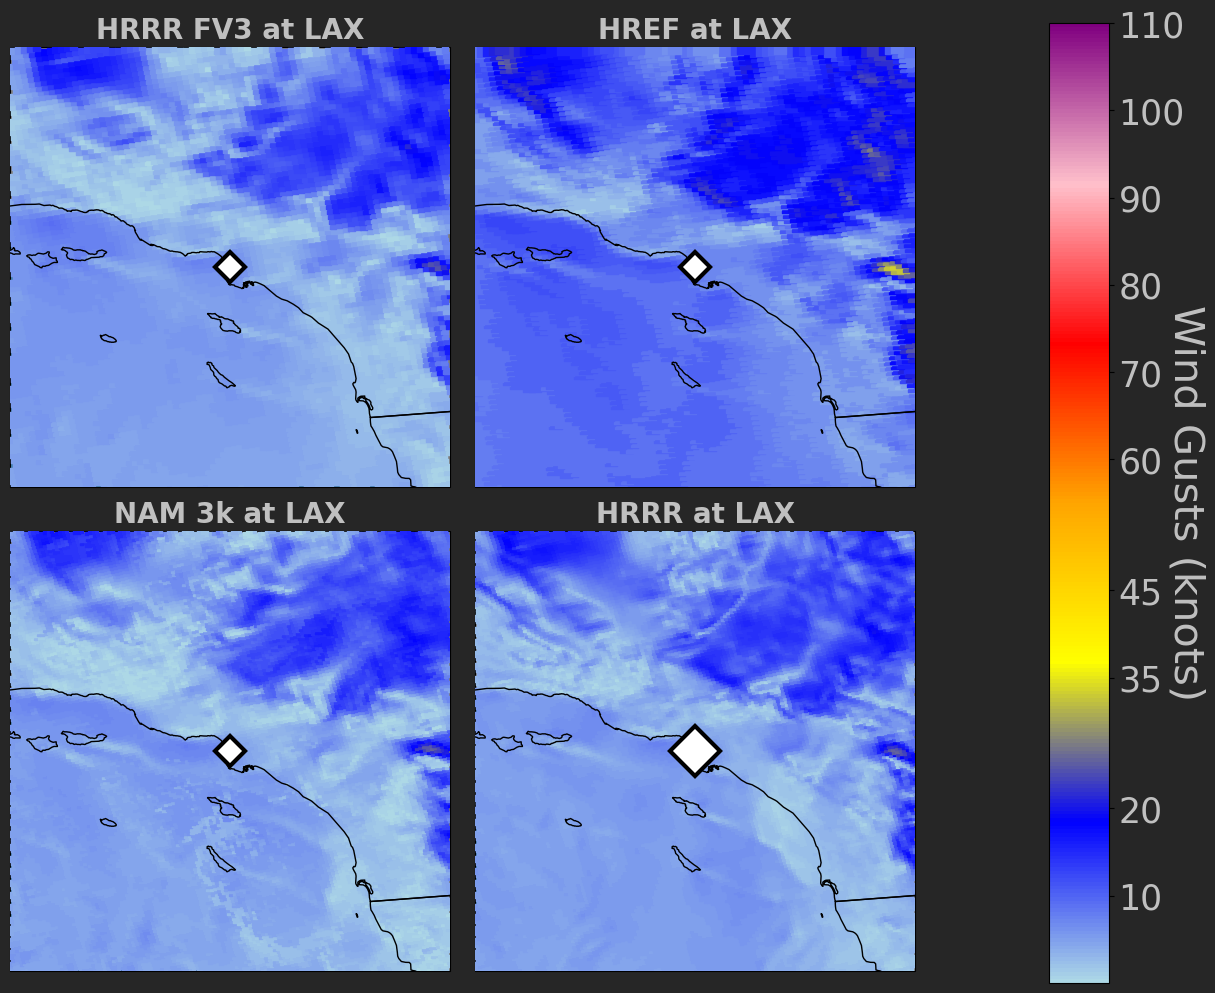 HRRR FV3 at LAX
HREF at LAX
NAM 3k at LAX
HRRR at LAX
110
100
90
80
70
60
45
35
20
10
Wind Gusts (knots)